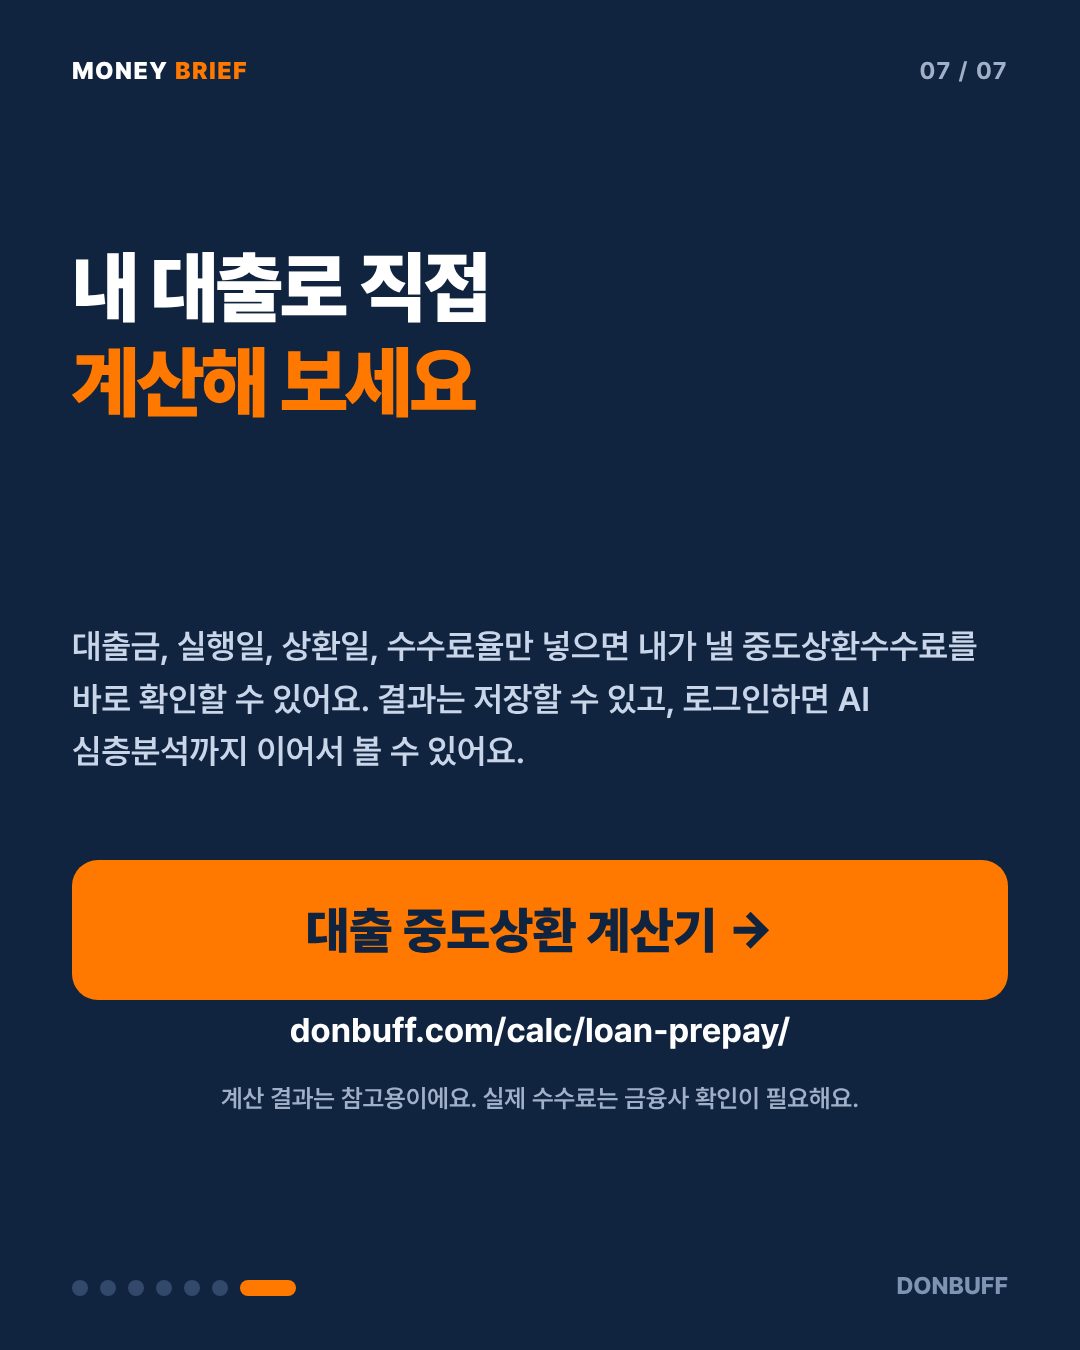 MONEY BRIEF
07 / 07
내 대출로 직접
계산해 보세요
대출금, 실행일, 상환일, 수수료율만 넣으면 내가 낼 중도상환수수료를
바로 확인할 수 있어요. 결과는 저장할 수 있고, 로그인하면 AI
심층분석까지 이어서 볼 수 있어요.
대출 중도상환 계산기 →
donbuff.com/calc/loan-prepay/
계산 결과는 참고용이에요. 실제 수수료는 금융사 확인이 필요해요.
DONBUFF